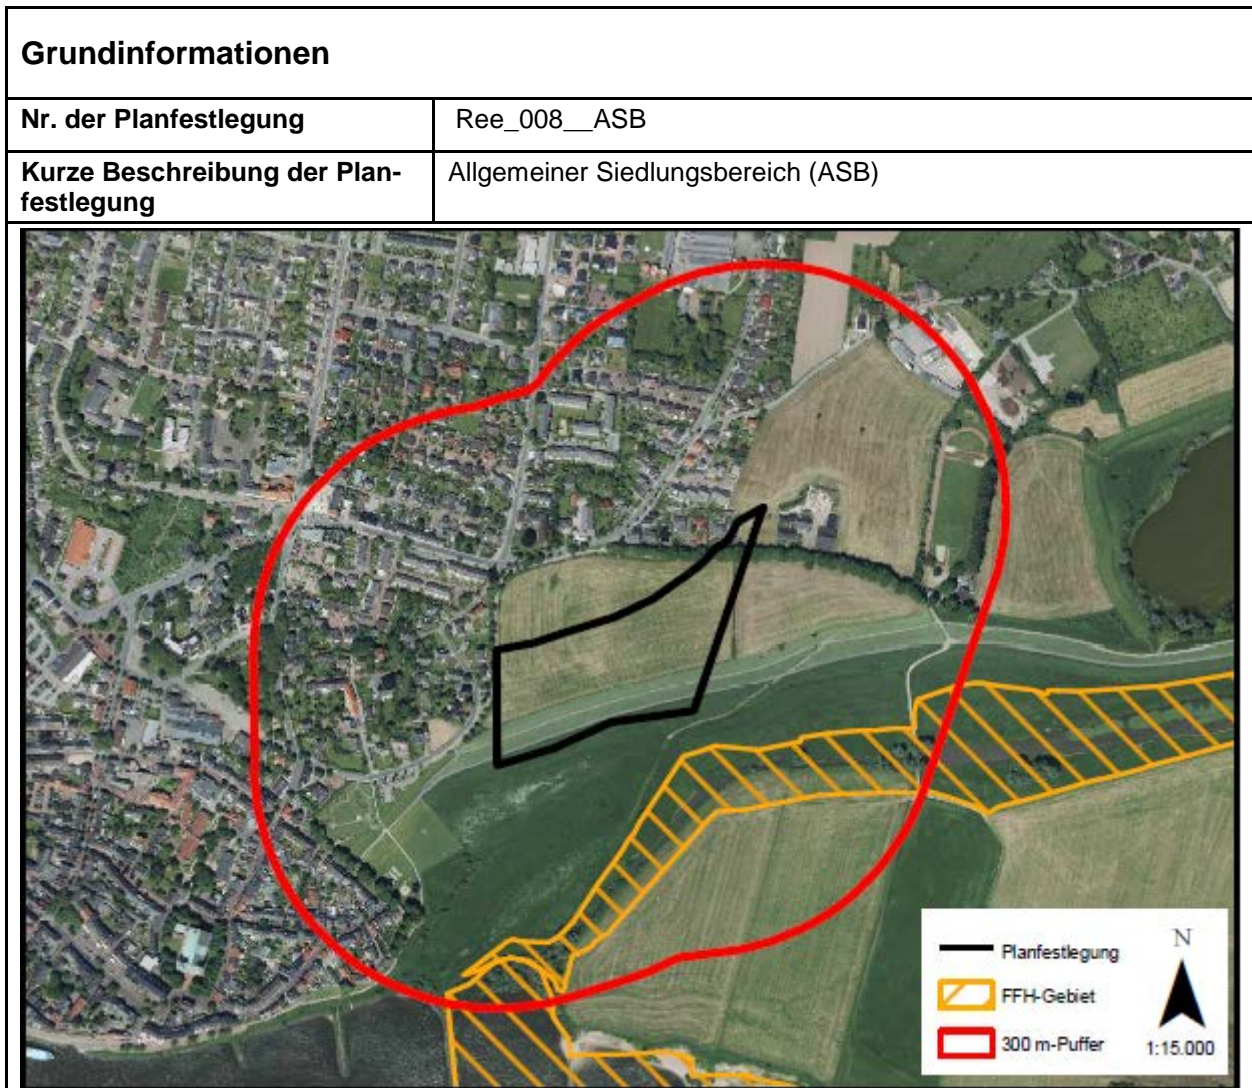 Grundinformationen
Nr. der Planfestlegung
Ree_008__ASB
Kurze Beschreibung der Plan-
festlegung
Allgemeiner Siedlungsbereich (ASB)
Planfestlegung
FFH-Gebiet
300 m-Puffer
N
1:15.000